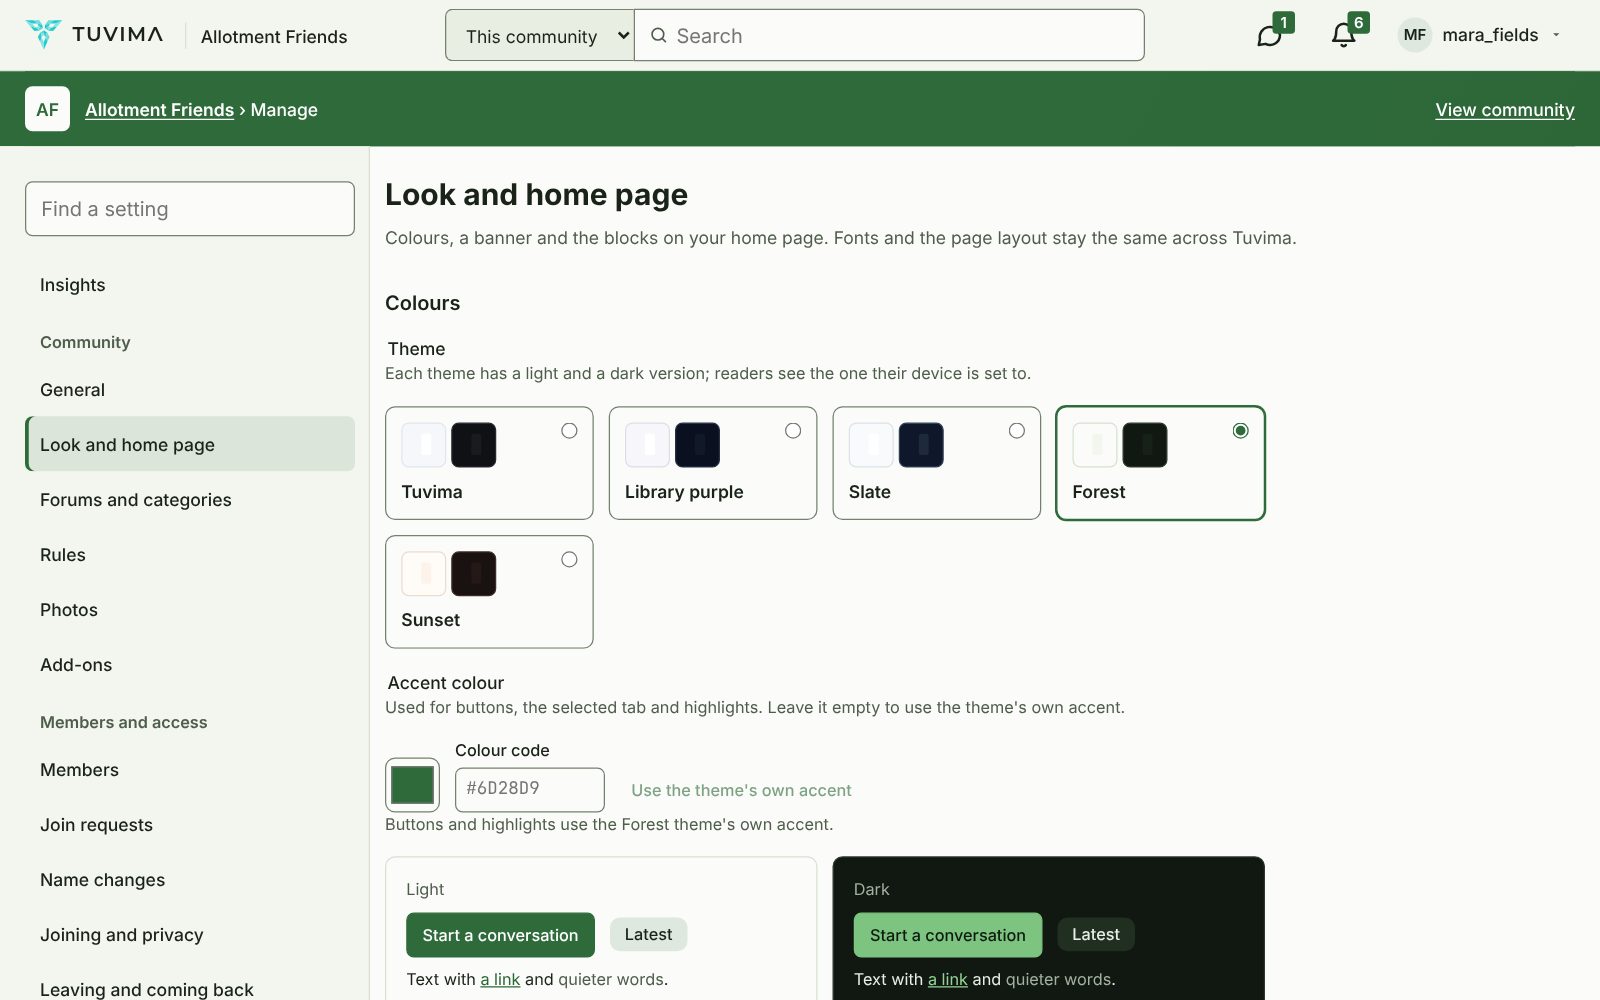 TUVIMA
Allotment Friends
This community
Search
1
6
MF
mara_fields
AF
Allotment Friends › Manage
View community
Find a setting
Insights
Community
General
Look and home page
Forums and categories
Rules
Photos
Add-ons
Members and access
Members
Join requests
Name changes
Joining and privacy
Leaving and coming back
Look and home page
Colours, a banner and the blocks on your home page. Fonts and the page layout stay the same across Tuvima.
Colours
Theme
Each theme has a light and a dark version; readers see the one their device is set to.
Tuvima
Library purple
Slate
Forest
Sunset
Accent colour
Used for buttons, the selected tab and highlights. Leave it empty to use the theme's own accent.
Colour code
#6D28D9
Use the theme's own accent
Buttons and highlights use the Forest theme's own accent.
Light
Start a conversation
Latest
Text with a link and quieter words.
Dark
Start a conversation
Latest
Text with a link and quieter words.